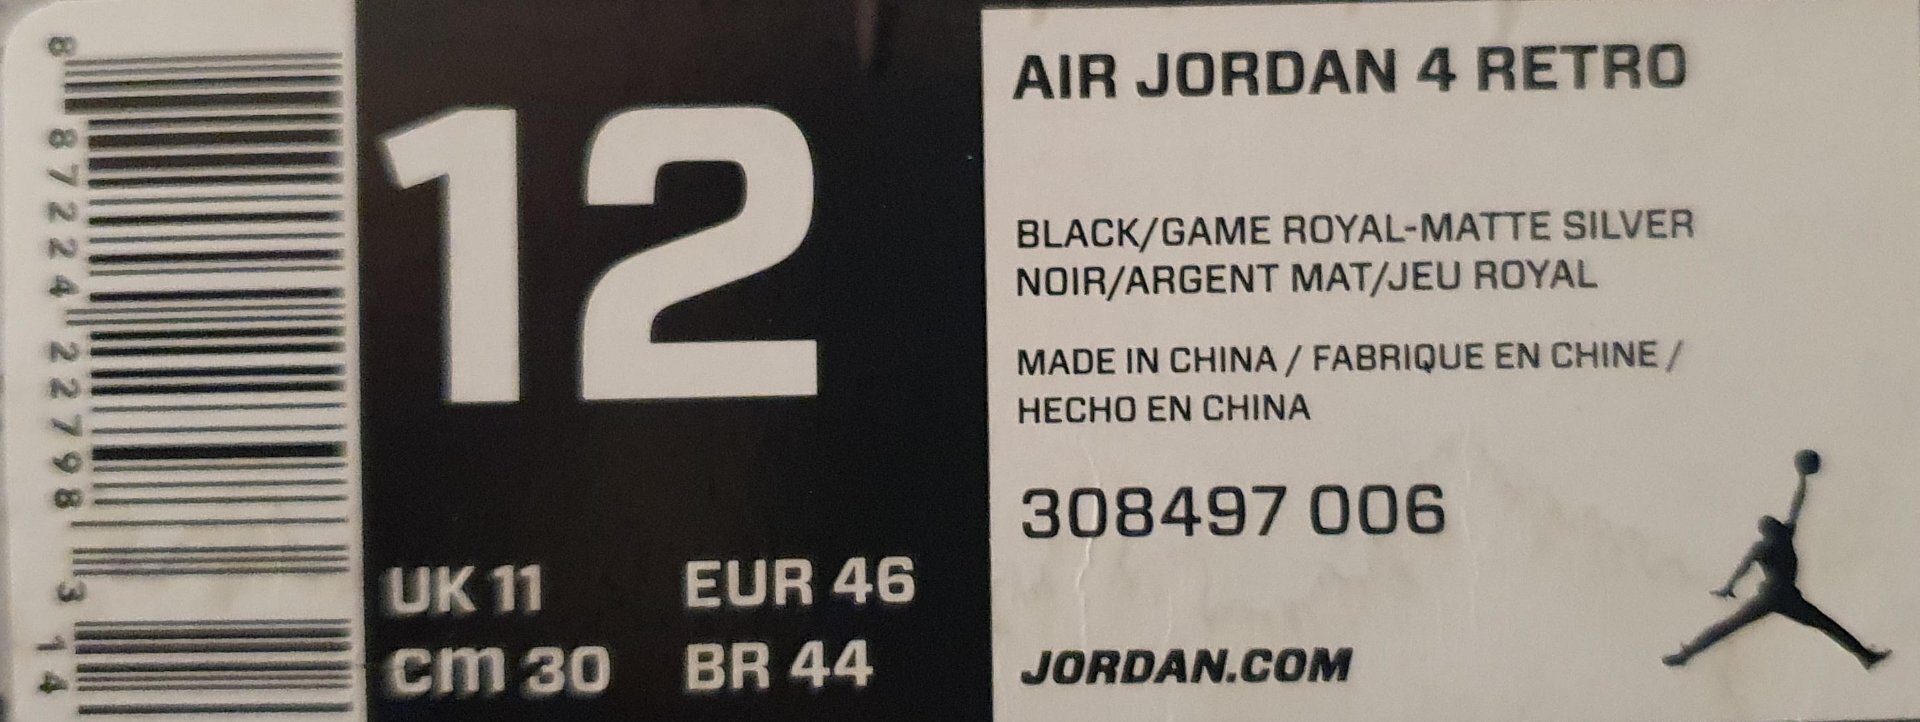 8 87224 22798 3 14
12
UK 11 EUR 46
cm 30 BR 44
AIR JORDAN 4 RETRO
BLACK/GAME ROYAL-MATTE SILVER
NOIR/ARGENT MAT/JEU ROYAL
MADE IN CHINA / FABRIQUE EN CHINE /
HECHO EN CHINA
308497 006
JORDAN.COM